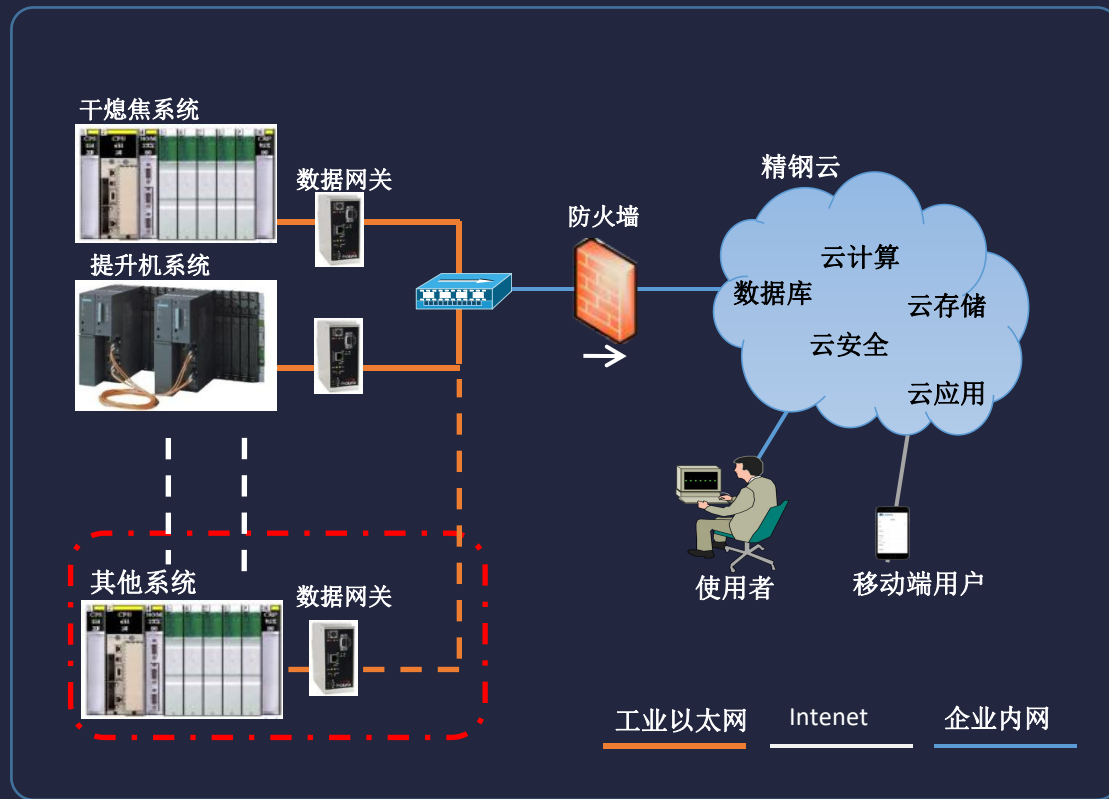 干熄焦系统
数据网关
提升机系统
防火墙
精钢云
云计算
数据库
云存储
云安全
云应用
使用者
移动端用户
其他系统
数据网关
工业以太网
Intenet
企业内网